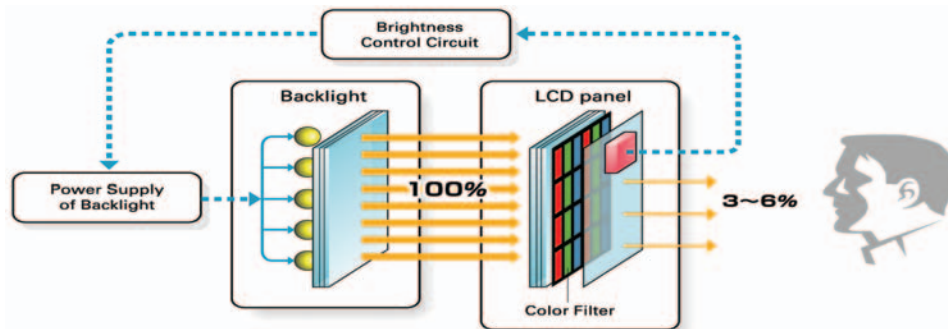 Brightness
Control Circuit
Backlight
LCD panel
Power Supply
of Backlight
100%
3~6%
Color Filter